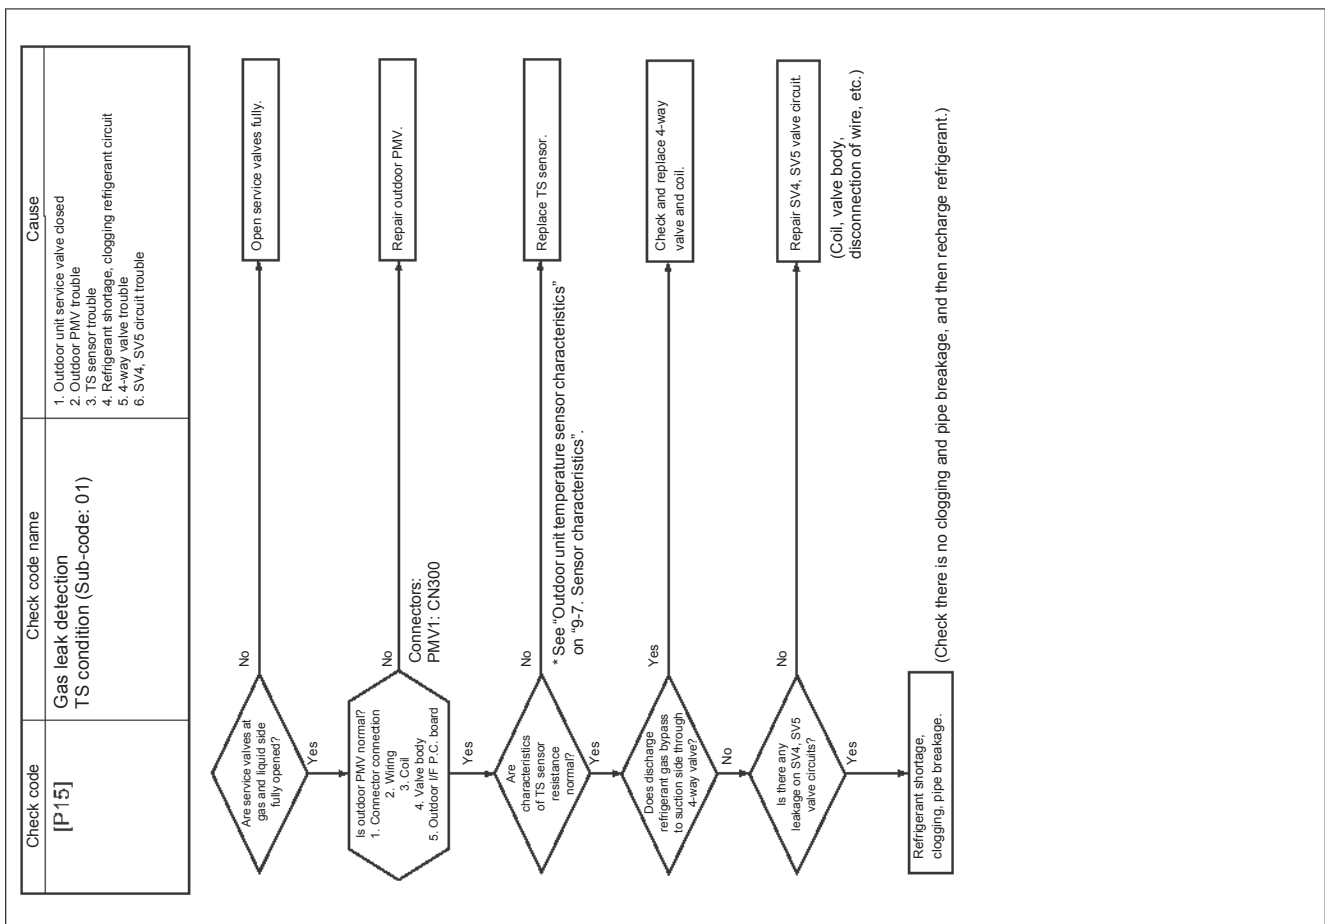 Check code
Check code name
Cause
[P15]
Gas leak detection
TS condition (Sub-code: 01)
1. Outdoor unit service valve closed
2. Outdoor PMV trouble
3. TS sensor trouble
4. Refrigerant shortage, clogging refrigerant circuit
5. 4-way valve trouble
6. SV4, SV5 circuit trouble
Are service valves at
gas and liquid side
fully opened?
No
Open service valves fully.
Yes
Is outdoor PMV normal?
1. Connector connection
2. Wiring
3. Coil
4. Valve body
5. Outdoor I/F P.C. board
No
Repair outdoor PMV.
Connectors:
PMV1: CN300
Yes
Are
characteristics
of TS sensor
resistance
normal?
No
Replace TS sensor.
* See “Outdoor unit temperature sensor characteristics”
on “9-7. Sensor characteristics”.
Yes
Does discharge
refrigerant gas bypass
to suction side through
4-way valve?
Yes
Check and replace 4-way
valve and coil.
No
Is there any
leakage on SV4, SV5
valve circuits?
No
Repair SV4, SV5 valve circuit.
(Coil, valve body,
disconnection of wire, etc.)
Yes
Refrigerant shortage,
clogging, pipe breakage.
(Check there is no clogging and pipe breakage, and then recharge refrigerant.)